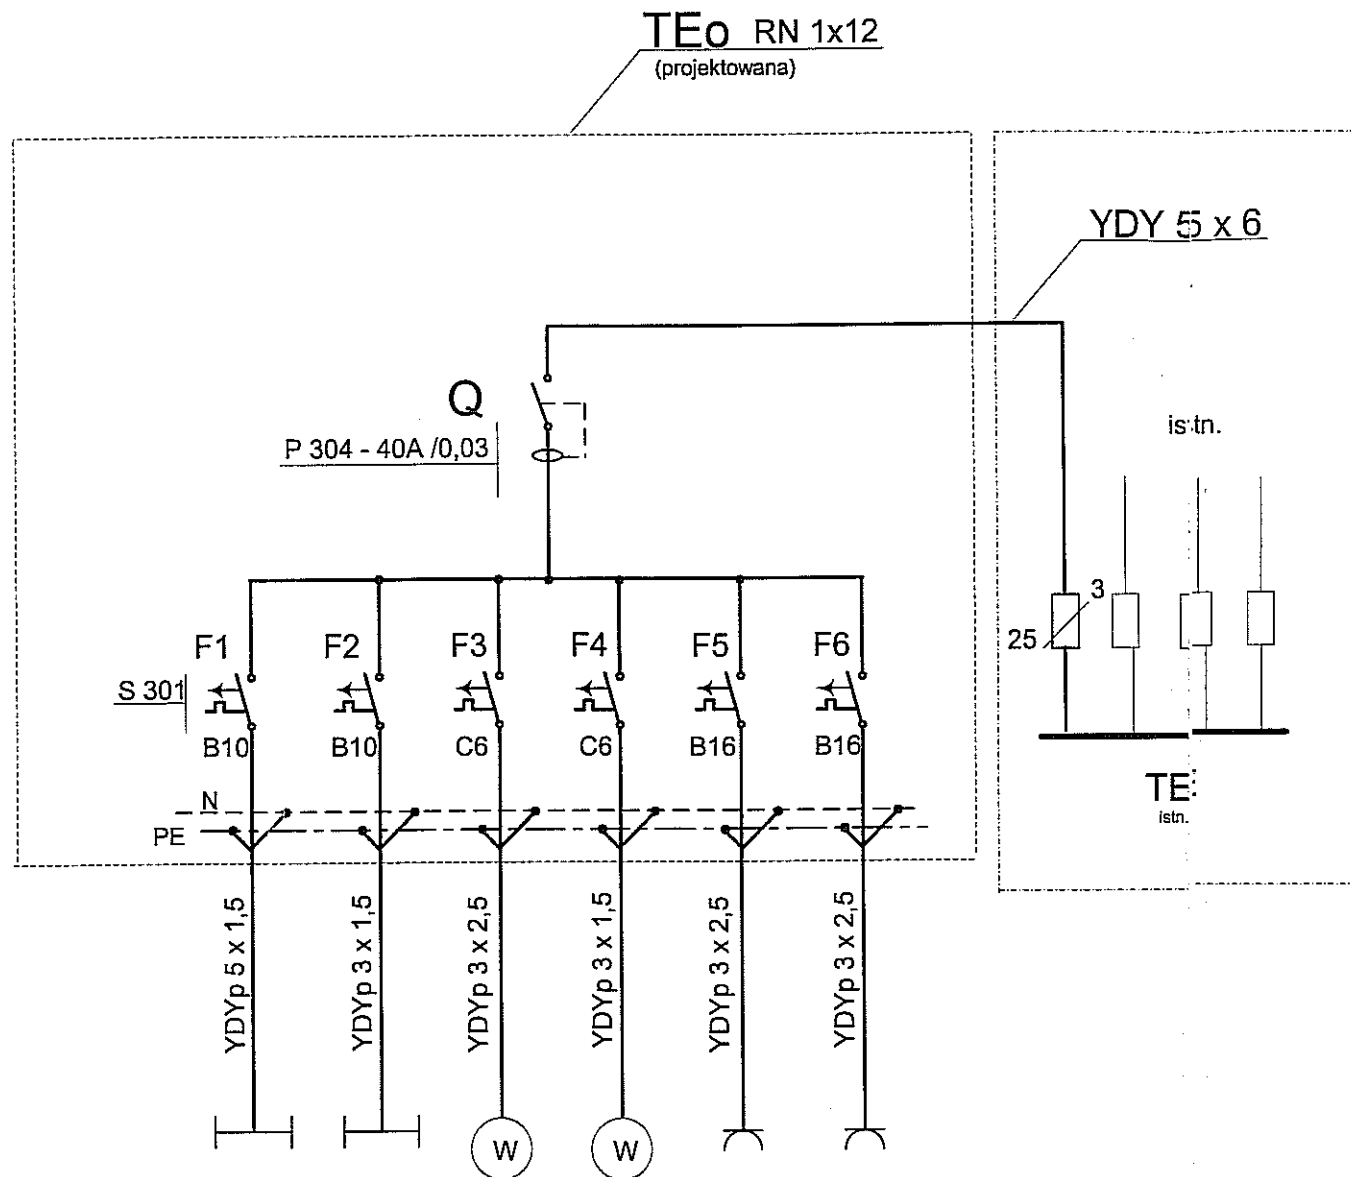 TEo RN 1x12
(projektowana)
YDY 5 x 6
Q
P 304 - 40A /0,03
istn.
3
25
F1 F2 F3 F4 F5 F6
S 301
B10 B10 C6 C6 B16 B16
N
PE
TE
istn.
YDYp 5 x 1,5
YDYp 3 x 1,5
YDYp 3 x 2,5
YDYp 3 x 1,5
YDYp 3 x 2,5
YDYp 3 x 2,5
W W